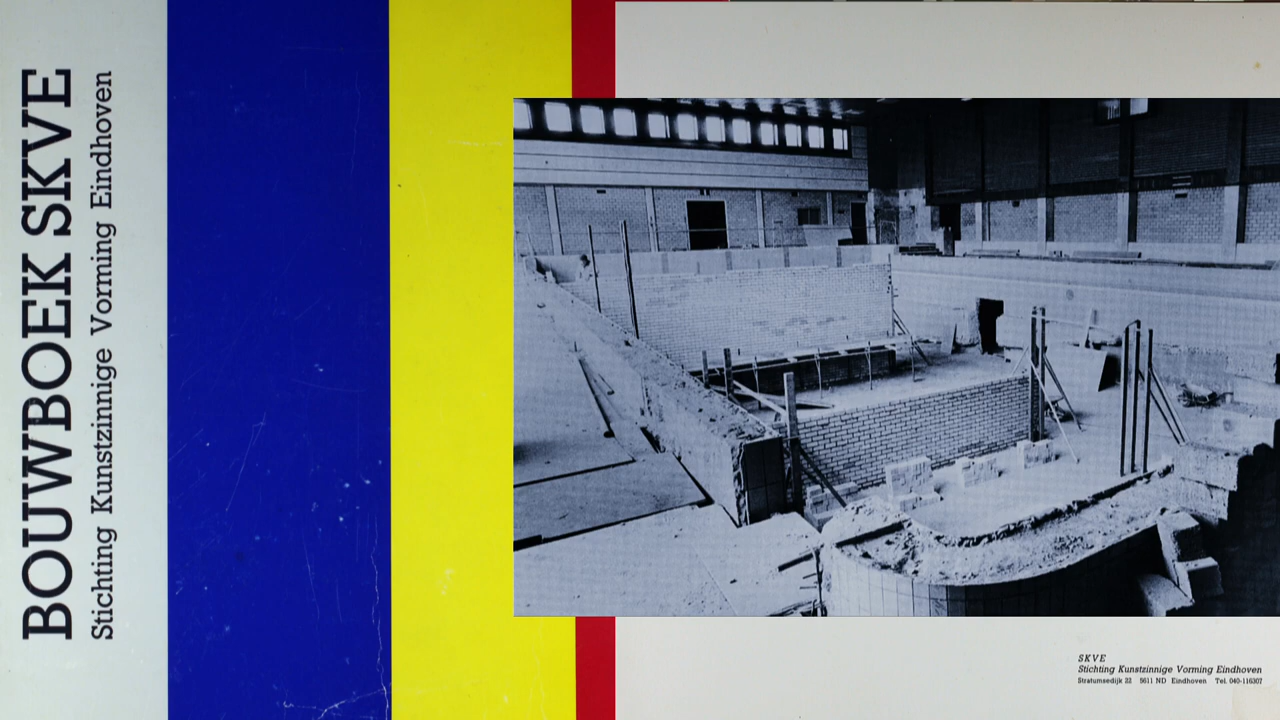 BOUWBOEK SKVE
Stichting Kunstzinnige Vorming Eindhoven
SKVE
Stichting Kunstzinnige Vorming Eindhoven
Stratumsedijk 22 5611 ND Eindhoven Tel. 040-116307